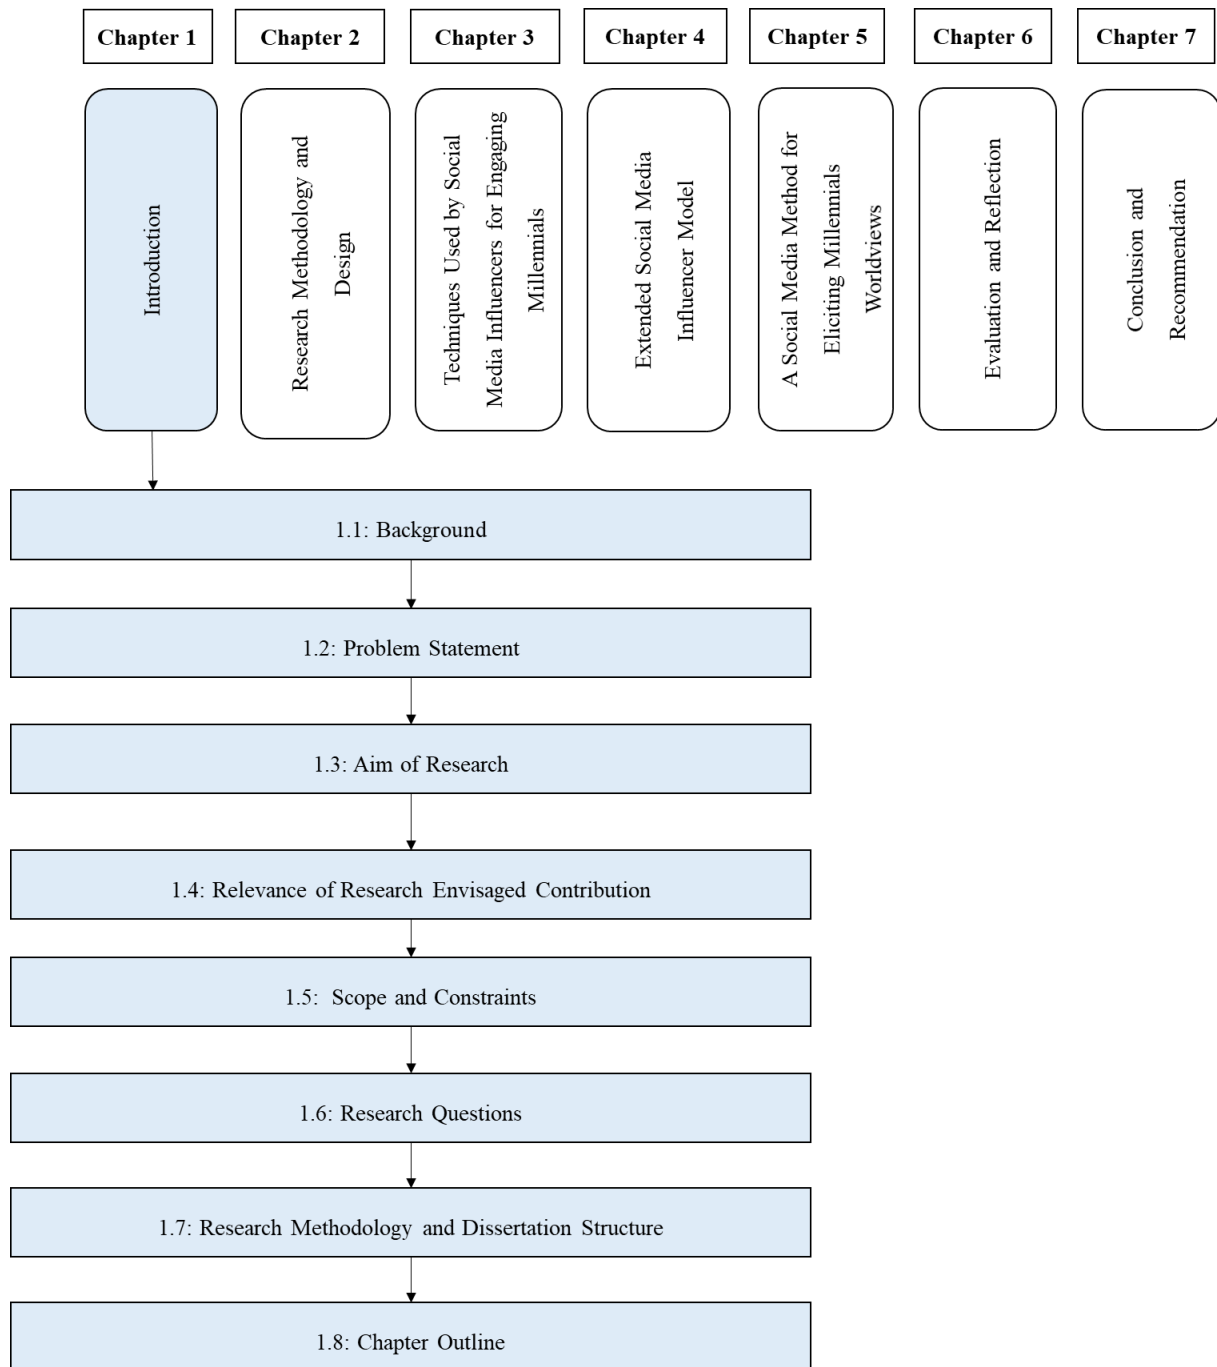 Chapter 1
Chapter 2
Chapter 3
Chapter 4
Chapter 5
Chapter 6
Chapter 7
Introduction
Research Methodology and
Design
Techniques Used by Social
Media Influencers for Engaging
Millennials
Extended Social Media
Influencer Model
A Social Media Method for
Eliciting Millennials
Worldviews
Evaluation and Reflection
Conclusion and
Recommendation
1.1: Background
1.2: Problem Statement
1.3: Aim of Research
1.4: Relevance of Research Envisaged Contribution
1.5: Scope and Constraints
1.6: Research Questions
1.7: Research Methodology and Dissertation Structure
1.8: Chapter Outline